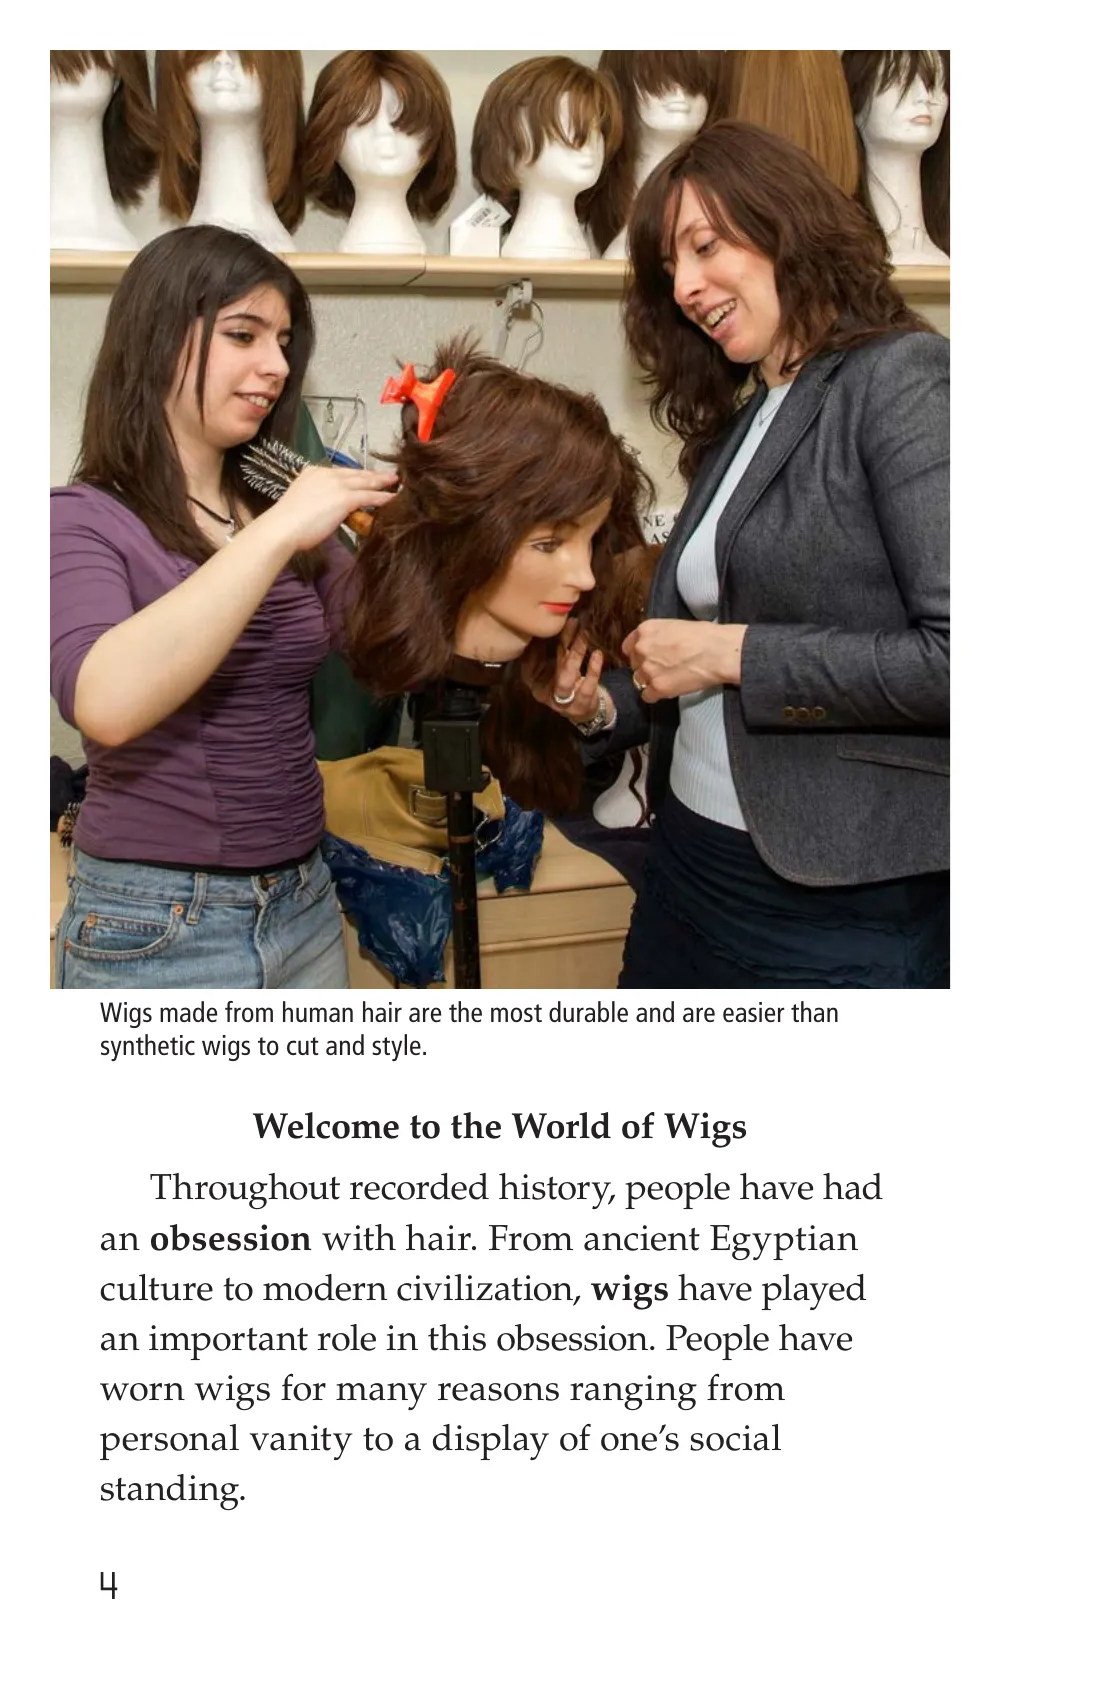 NE
AS
Wigs made from human hair are the most durable and are easier than
synthetic wigs to cut and style.
Welcome to the World of Wigs
Throughout recorded history, people have had
an obsession with hair. From ancient Egyptian
culture to modern civilization, wigs have played
an important role in this obsession. People have
worn wigs for many reasons ranging from
personal vanity to a display of one’s social
standing.
4